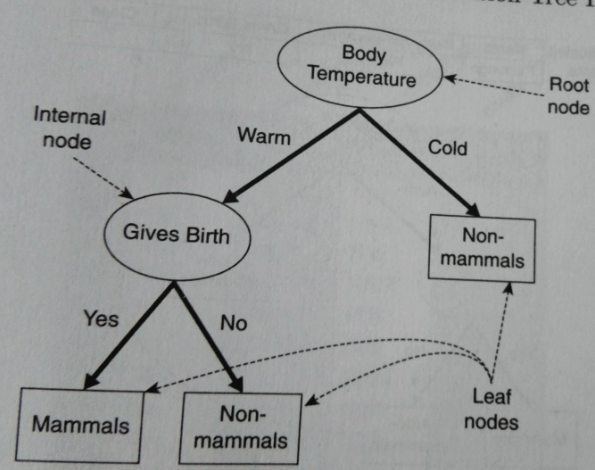 Tree
Body
Temperature
Root
node
Internal
node
Warm
Cold
Gives Birth
Non-
mammals
Yes
No
Mammals
Non-
mammals
Leaf
nodes